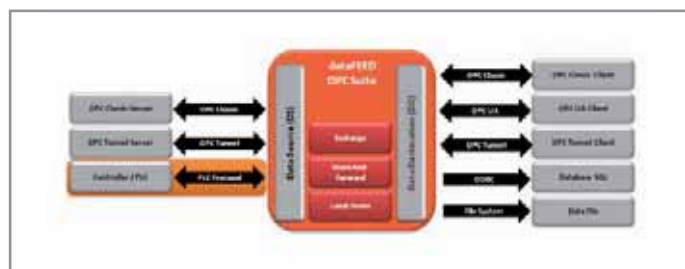 dataFEED
OPC Suite
Data Source (DS)
Data Destination (DD)
Exchange
Store And
Forward
OPC Classic Server
OPC Classic
OPC Tunnel Server
OPC Tunnel
Controller / PLC
PLC Protocol
OPC Classic
OPC Classic Client
OPC UA
OPC UA Client
OPC Tunnel
OPC Tunnel Client
ODBC
Database
File System
Data File